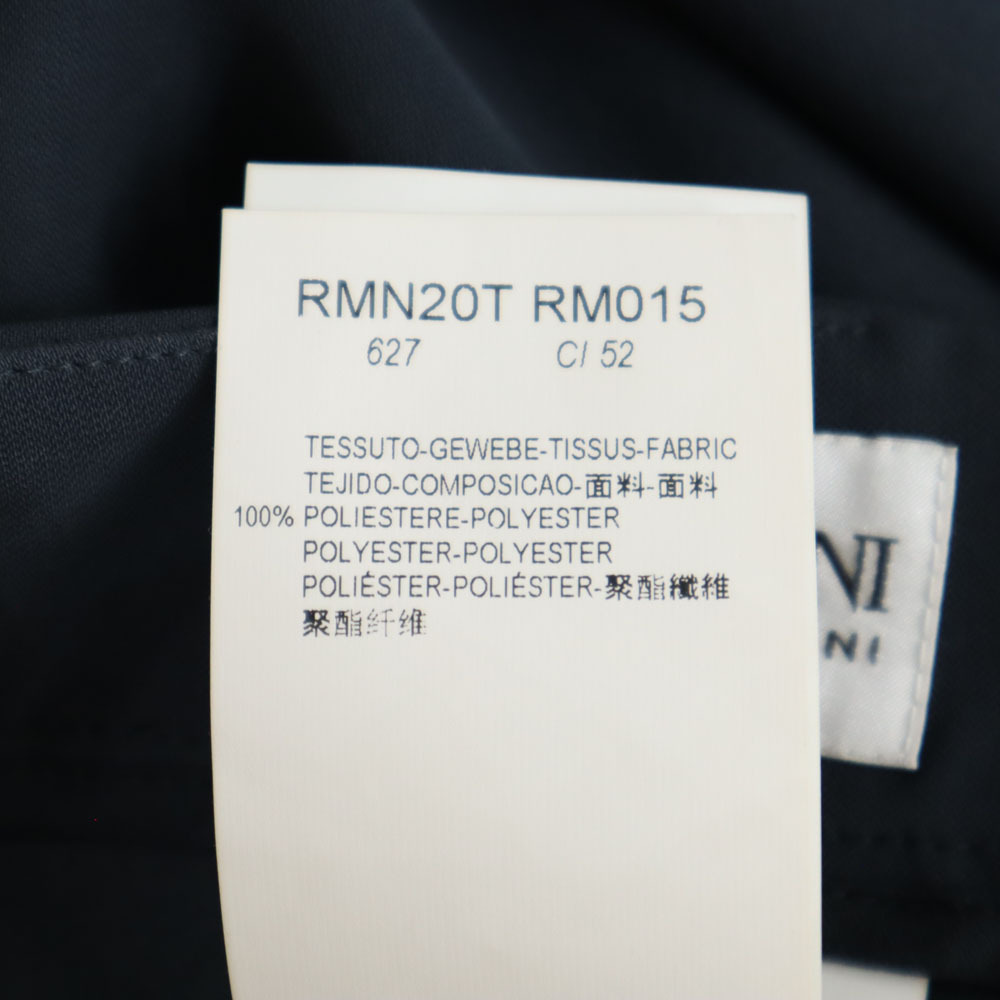 RMN20T RM015
627 C/ 52
TESSUTO-GEWEBE-TISSUS-FABRIC
TEJIDO-COMPOSICAO-面料-面料
100% POLIESTERE-POLYESTER
POLYESTER-POLYESTER
POLIÉSTER-POLIÉSTER-聚酯纖維
聚酯纤维
NI
NI